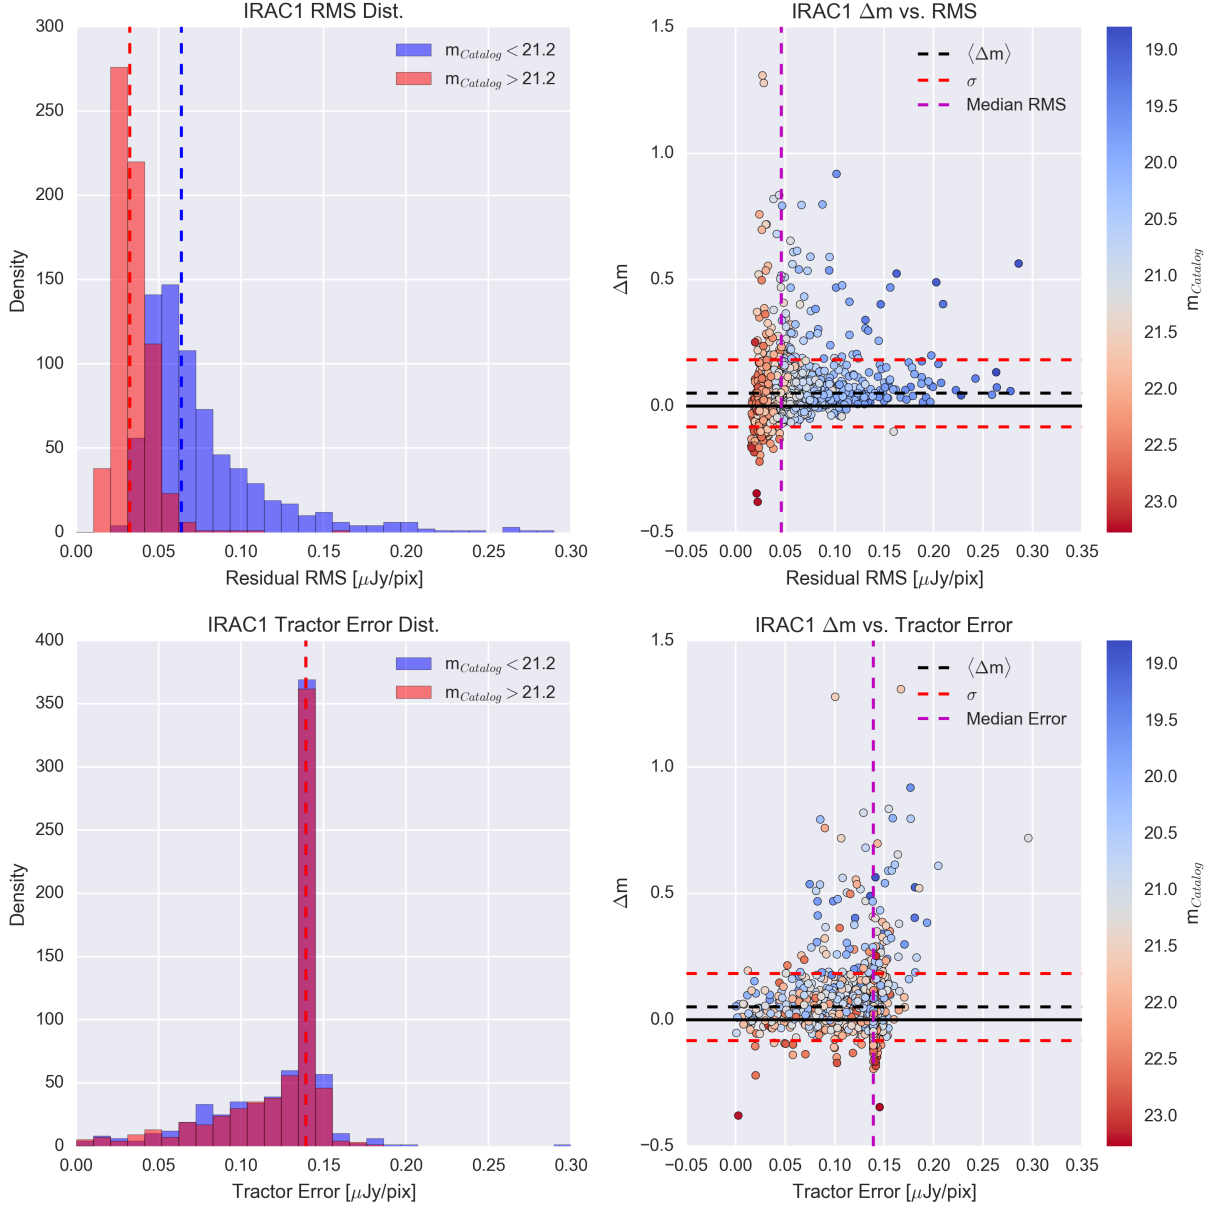 IRAC1 RMS Dist.
300
250
200
150
100
50
0
Density
m_Catalog < 21.2
m_Catalog > 21.2
0.00 0.05 0.10 0.15 0.20 0.25 0.30
Residual RMS [μJy/pix]
IRAC1 Δm vs. RMS
1.5
1.0
0.5
0.0
−0.5
Δm
⟨Δm⟩
σ
Median RMS
−0.05 0.00 0.05 0.10 0.15 0.20 0.25 0.30 0.35
Residual RMS [μJy/pix]
19.0
19.5
20.0
20.5
21.0
21.5
22.0
22.5
23.0
m_Catalog
IRAC1 Tractor Error Dist.
400
350
300
250
200
150
100
50
0
Density
m_Catalog < 21.2
m_Catalog > 21.2
0.00 0.05 0.10 0.15 0.20 0.25 0.30
Tractor Error [μJy/pix]
IRAC1 Δm vs. Tractor Error
1.5
1.0
0.5
0.0
−0.5
Δm
⟨Δm⟩
σ
Median Error
−0.05 0.00 0.05 0.10 0.15 0.20 0.25 0.30 0.35
Tractor Error [μJy/pix]
19.0
19.5
20.0
20.5
21.0
21.5
22.0
22.5
23.0
m_Catalog